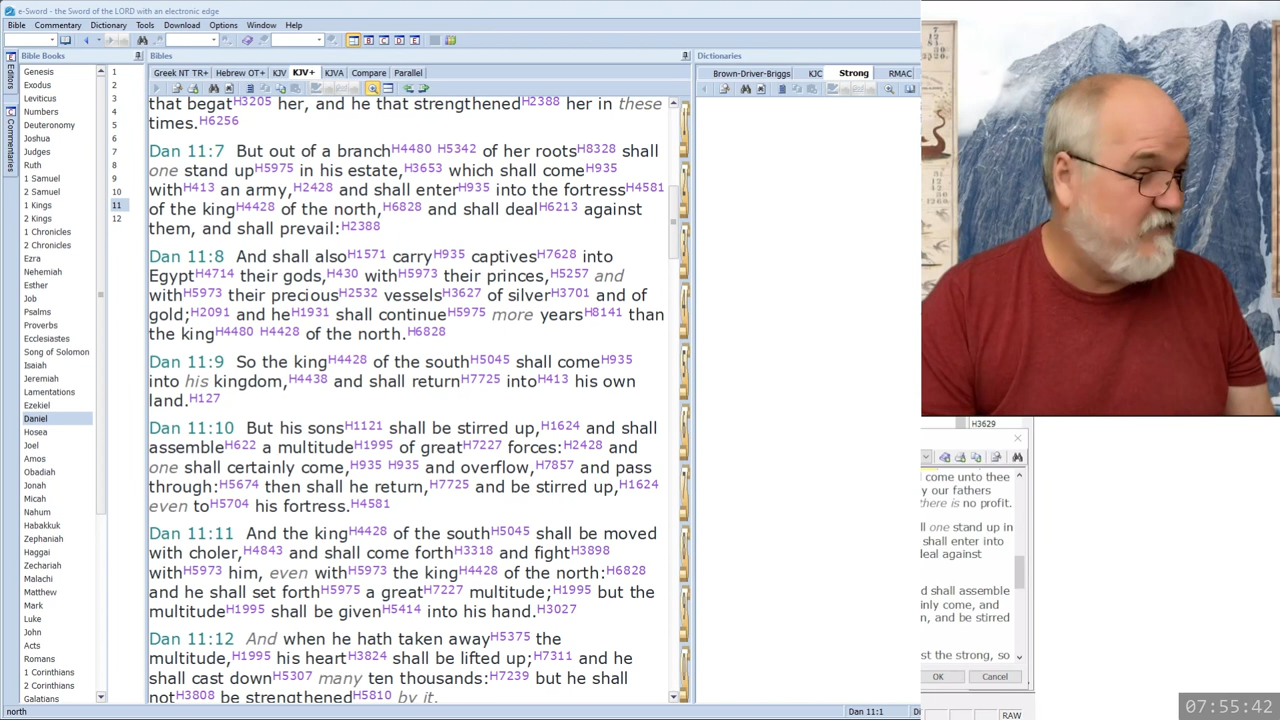 e-Sword - the Sword of the LORD with an electronic edge
Bible Commentary Dictionary Tools Download Options Window Help
B C D E
Bible Books
Bibles
Dictionaries
Editors
Commentaries
Genesis 1
Exodus 2
Leviticus 3
Numbers 4
Deuteronomy 5
Joshua 6
Judges 7
Ruth 8
1 Samuel 9
2 Samuel 10
1 Kings 11
2 Kings 12
1 Chronicles
2 Chronicles
Ezra
Nehemiah
Esther
Job
Psalms
Proverbs
Ecclesiastes
Song of Solomon
Isaiah
Jeremiah
Lamentations
Ezekiel
Daniel
Hosea
Joel
Amos
Obadiah
Jonah
Micah
Nahum
Habakkuk
Zephaniah
Haggai
Zechariah
Malachi
Matthew
Mark
Luke
John
Acts
Romans
1 Corinthians
2 Corinthians
Galatians
Greek NT TR+ Hebrew OT+ KJV KJV+ KJVA Compare Parallel
that begatH3205 her, and he that strengthenedH2388 her in these
times.H6256
Dan 11:7 But out of a branchH4480 H5342 of her rootsH8328 shall
one stand upH5975 in his estate,H3653 which shall comeH935
withH413 an army,H2428 and shall enterH935 into the fortressH4581
of the kingH4428 of the north,H6828 and shall dealH6213 against
them, and shall prevail:H2388
Dan 11:8 And shall alsoH1571 carryH935 captivesH7628 into
EgyptH4714 their gods,H430 withH5973 their princes,H5257 and
withH5973 their preciousH2532 vesselsH3627 of silverH3701 and of
gold;H2091 and heH1931 shall continueH5975 more yearsH8141 than
the kingH4480 H4428 of the north.H6828
Dan 11:9 So the kingH4428 of the southH5045 shall comeH935
into his kingdom,H4438 and shall returnH7725 intoH413 his own
land.H127
Dan 11:10 But his sonsH1121 shall be stirred up,H1624 and shall
assembleH622 a multitudeH1995 of greatH7227 forces:H2428 and
one shall certainly come,H935 H935 and overflow,H7857 and pass
through:H5674 then shall he return,H7725 and be stirred up,H1624
even toH5704 his fortress.H4581
Dan 11:11 And the kingH4428 of the southH5045 shall be moved
with choler,H4843 and shall come forthH3318 and fightH3898
withH5973 him, even withH5973 the kingH4428 of the north:H6828
and he shall set forthH5975 a greatH7227 multitude;H1995 but the
multitudeH1995 shall be givenH5414 into his hand.H3027
Dan 11:12 And when he hath taken awayH5375 the
multitude,H1995 his heartH3824 shall be lifted up;H7311 and he
shall cast downH5307 many ten thousands:H7239 but he shall
notH3808 be strengthenedH5810 by it.
Brown-Driver-Briggs KJC Strong RMAC
H3629
come unto thee
y our fathers
there is no profit.
one stand up in
shall enter into
deal against
d shall assemble
inly come, and
n, and be stirred
st the strong, so
OK Cancel
RAW
north
Dan 11:1
07:55:42